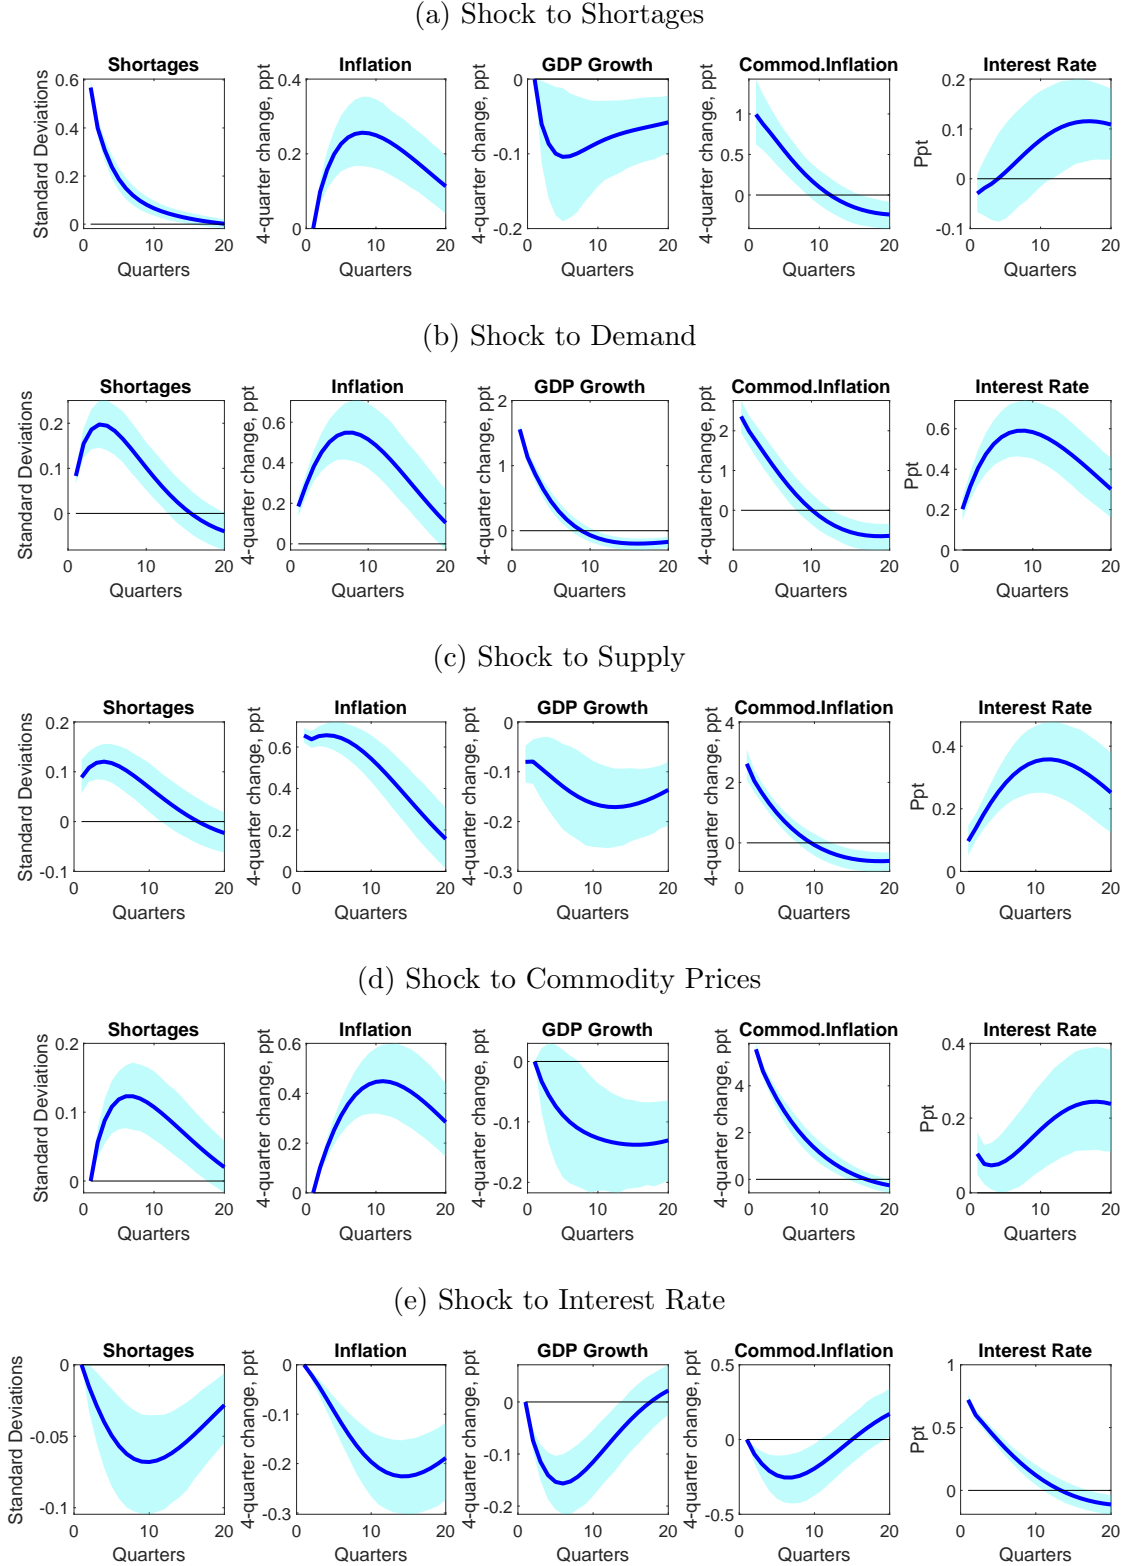 (a) Shock to Shortages
Shortages Inflation GDP Growth Commod.Inflation Interest Rate
Standard Deviations 4-quarter change, ppt 4-quarter change, ppt 4-quarter change, ppt Ppt
0.6 0.4 0 1 0.2
0.4 0.2 -0.1 0.5 0.1
0.2 0 -0.2 0 0
0 -0.1
0 10 20 0 10 20 0 10 20 0 10 20 0 10 20
Quarters Quarters Quarters Quarters Quarters
(b) Shock to Demand
Shortages Inflation GDP Growth Commod.Inflation Interest Rate
Standard Deviations 4-quarter change, ppt 4-quarter change, ppt 4-quarter change, ppt Ppt
0.2 0.6 2 2 0.6
0.1 0.4 1 1 0.4
0 0.2 0 0 0.2
0 0
0 10 20 0 10 20 0 10 20 0 10 20 0 10 20
Quarters Quarters Quarters Quarters Quarters
(c) Shock to Supply
Shortages Inflation GDP Growth Commod.Inflation Interest Rate
Standard Deviations 4-quarter change, ppt 4-quarter change, ppt 4-quarter change, ppt Ppt
0.2 0.6 0 4 0.4
0.1 0.4 -0.1 2 0.2
0 0.2 -0.2 0 0
-0.1 0 -0.3
0 10 20 0 10 20 0 10 20 0 10 20 0 10 20
Quarters Quarters Quarters Quarters Quarters
(d) Shock to Commodity Prices
Shortages Inflation GDP Growth Commod.Inflation Interest Rate
Standard Deviations 4-quarter change, ppt 4-quarter change, ppt 4-quarter change, ppt Ppt
0.2 0.6 0 4 0.4
0.1 0.4 -0.1 2 0.2
0 0.2 -0.2 0 0
0
0 10 20 0 10 20 0 10 20 0 10 20 0 10 20
Quarters Quarters Quarters Quarters Quarters
(e) Shock to Interest Rate
Shortages Inflation GDP Growth Commod.Inflation Interest Rate
Standard Deviations 4-quarter change, ppt 4-quarter change, ppt 4-quarter change, ppt Ppt
0 0 0 0.5 1
-0.05 -0.1 -0.1 0 0.5
-0.1 -0.2 -0.2 -0.5 0
-0.3
0 10 20 0 10 20 0 10 20 0 10 20 0 10 20
Quarters Quarters Quarters Quarters Quarters